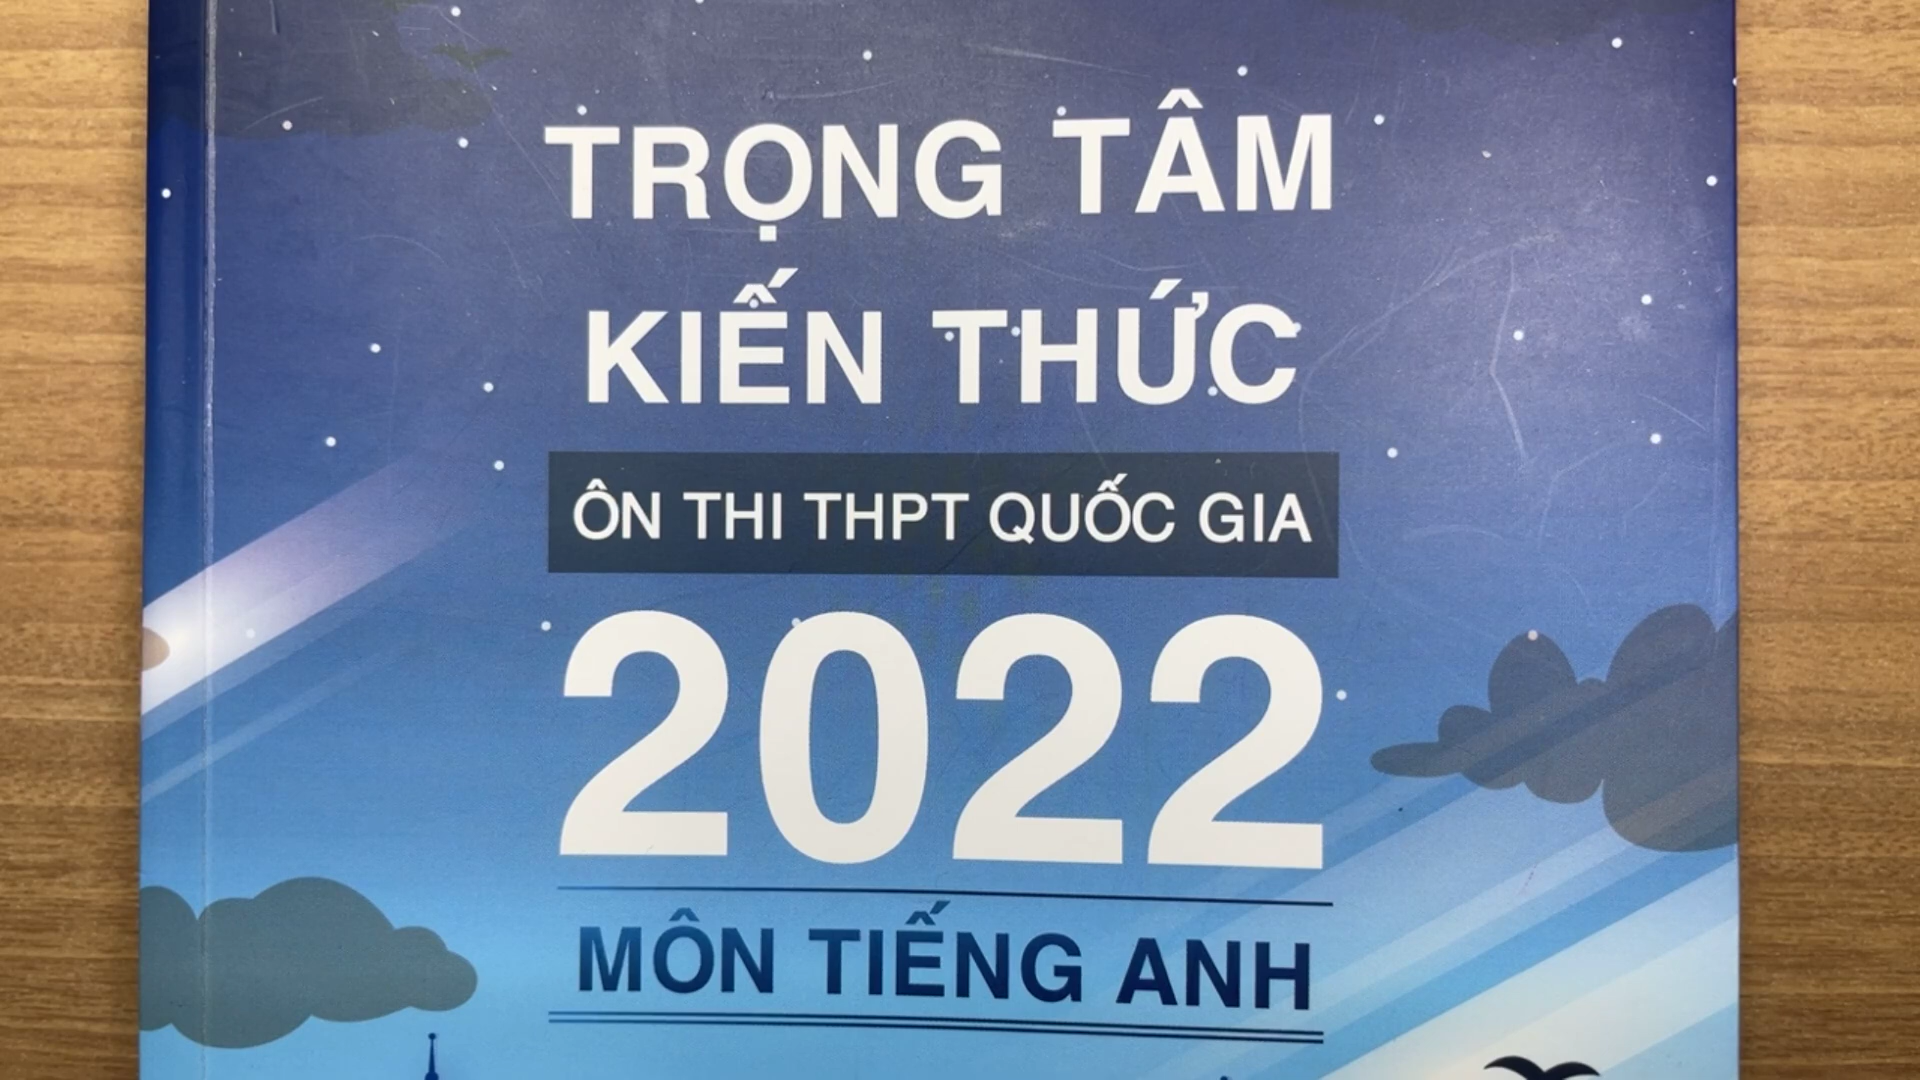 TRỌNG TÂM
KIẾN THỨC
ÔN THI THPT QUỐC GIA
2022
MÔN TIẾNG ANH